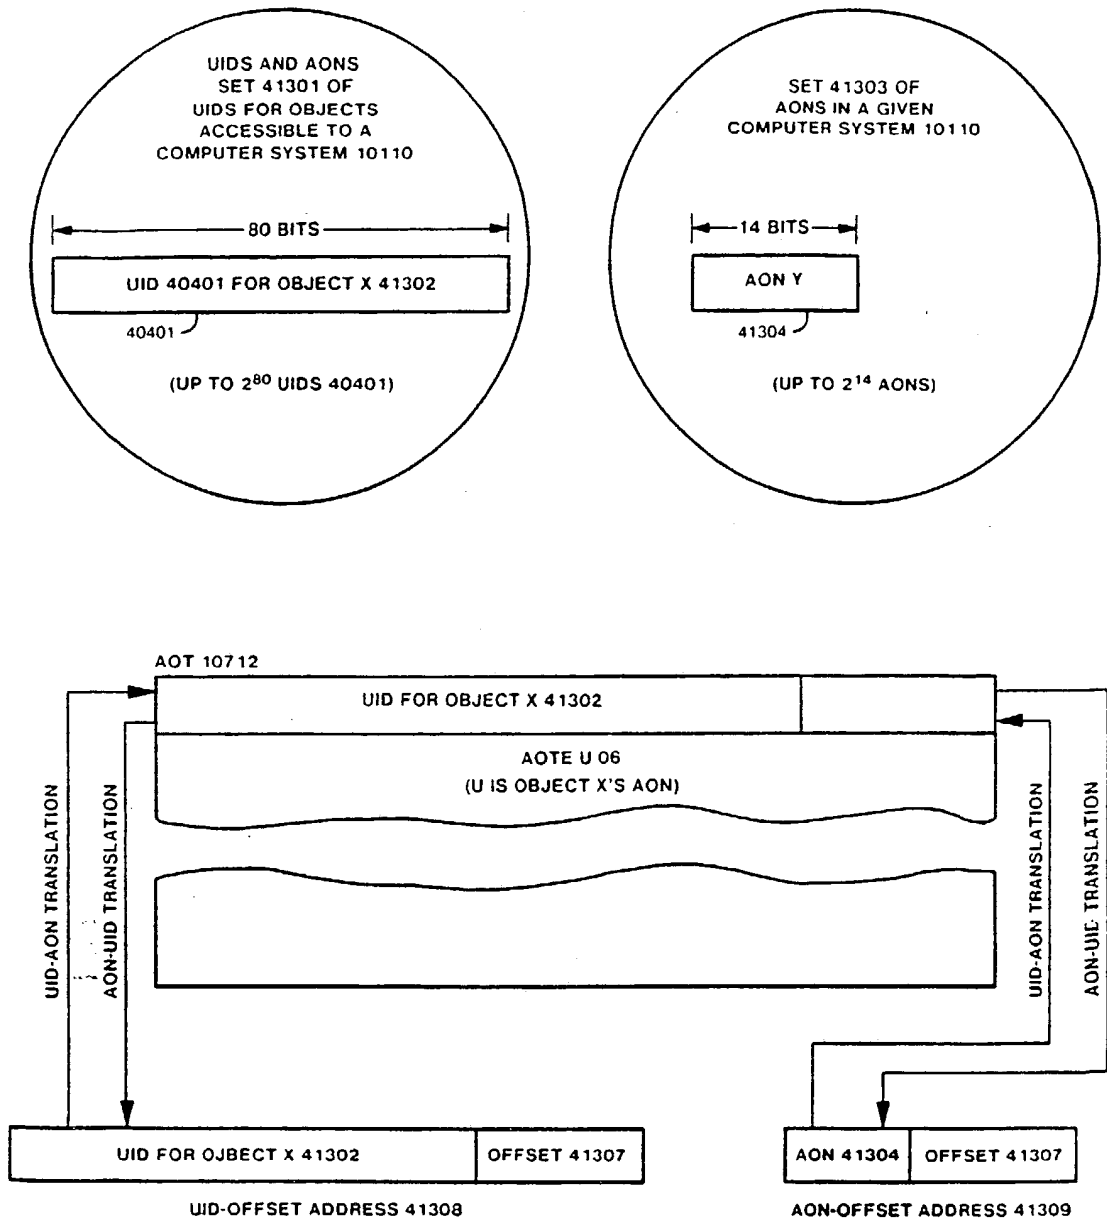 UIDS AND AONS
SET 41301 OF
UIDS FOR OBJECTS
ACCESSIBLE TO A
COMPUTER SYSTEM 10110
80 BITS
UID 40401 FOR OBJECT X 41302
40401
(UP TO 2⁸⁰ UIDS 40401)
SET 41303 OF
AONS IN A GIVEN
COMPUTER SYSTEM 10110
14 BITS
AON Y
41304
(UP TO 2¹⁴ AONS)
AOT 10712
UID FOR OBJECT X 41302
AOTE U 06
(U IS OBJECT X'S AON)
UID-AON TRANSLATION
AON-UID TRANSLATION
UID-AON TRANSLATION
AON-UID TRANSLATION
UID FOR OJBECT X 41302
OFFSET 41307
UID-OFFSET ADDRESS 41308
AON 41304
OFFSET 41307
AON-OFFSET ADDRESS 41309